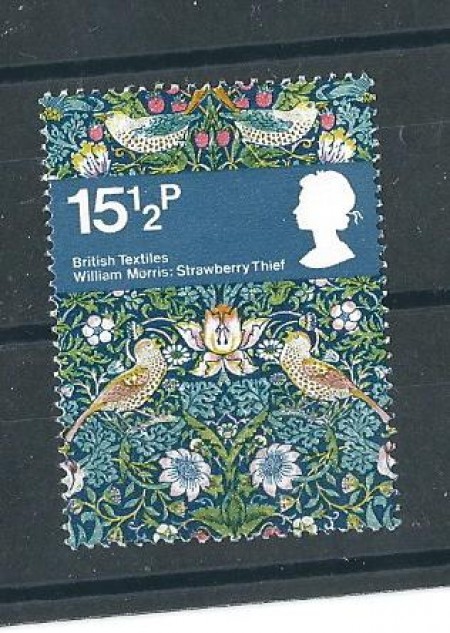 15½P
British Textiles
William Morris: Strawberry Thief